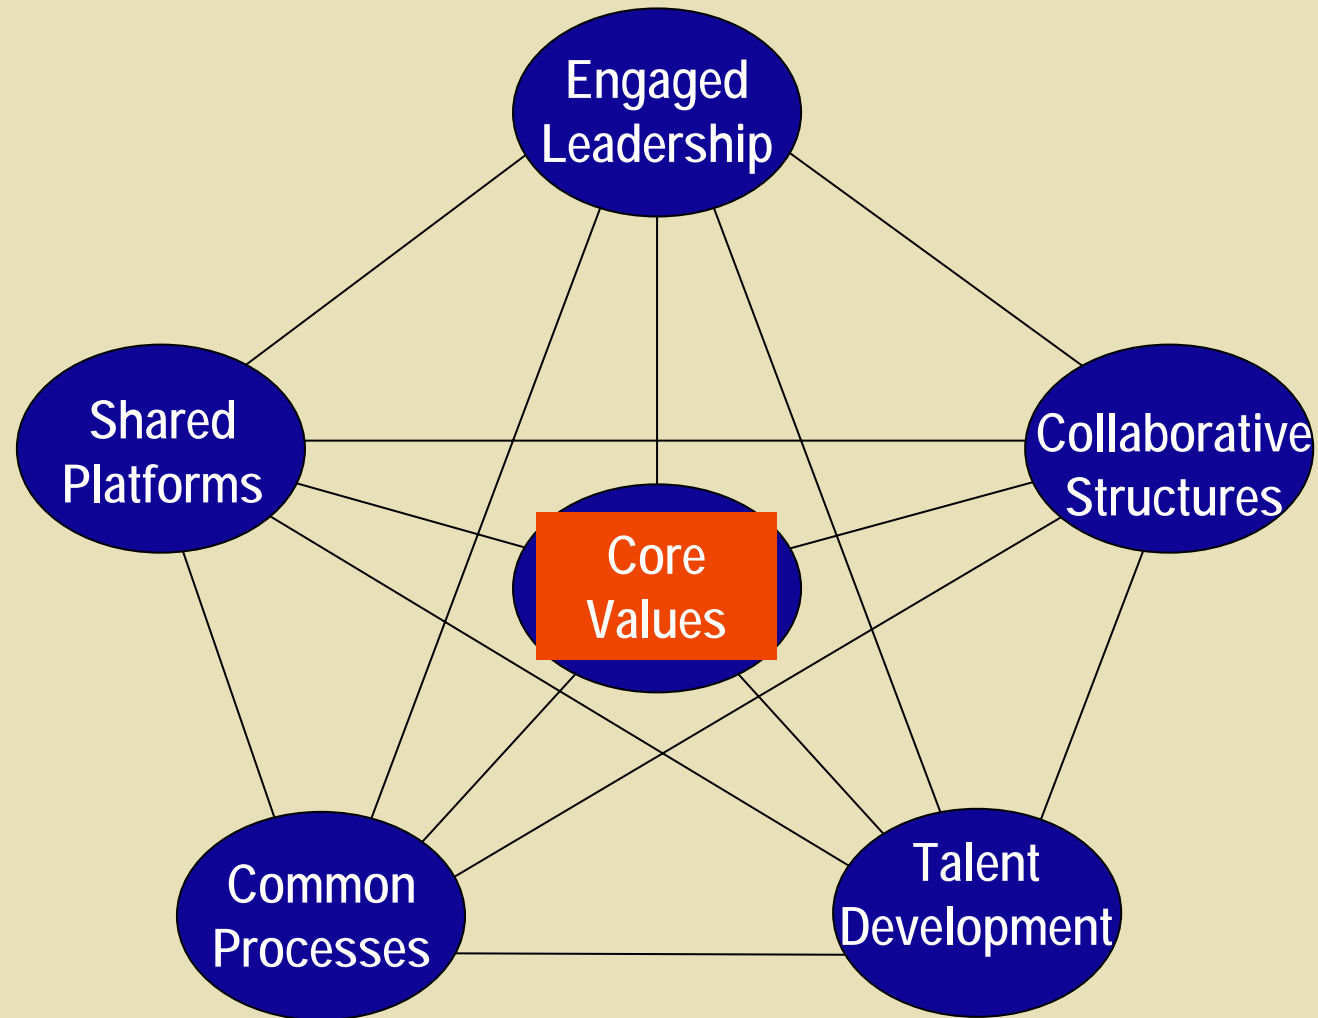 Engaged
Leadership
Shared
Platforms
Collaborative
Structures
Core
Values
Common
Processes
Talent
Development